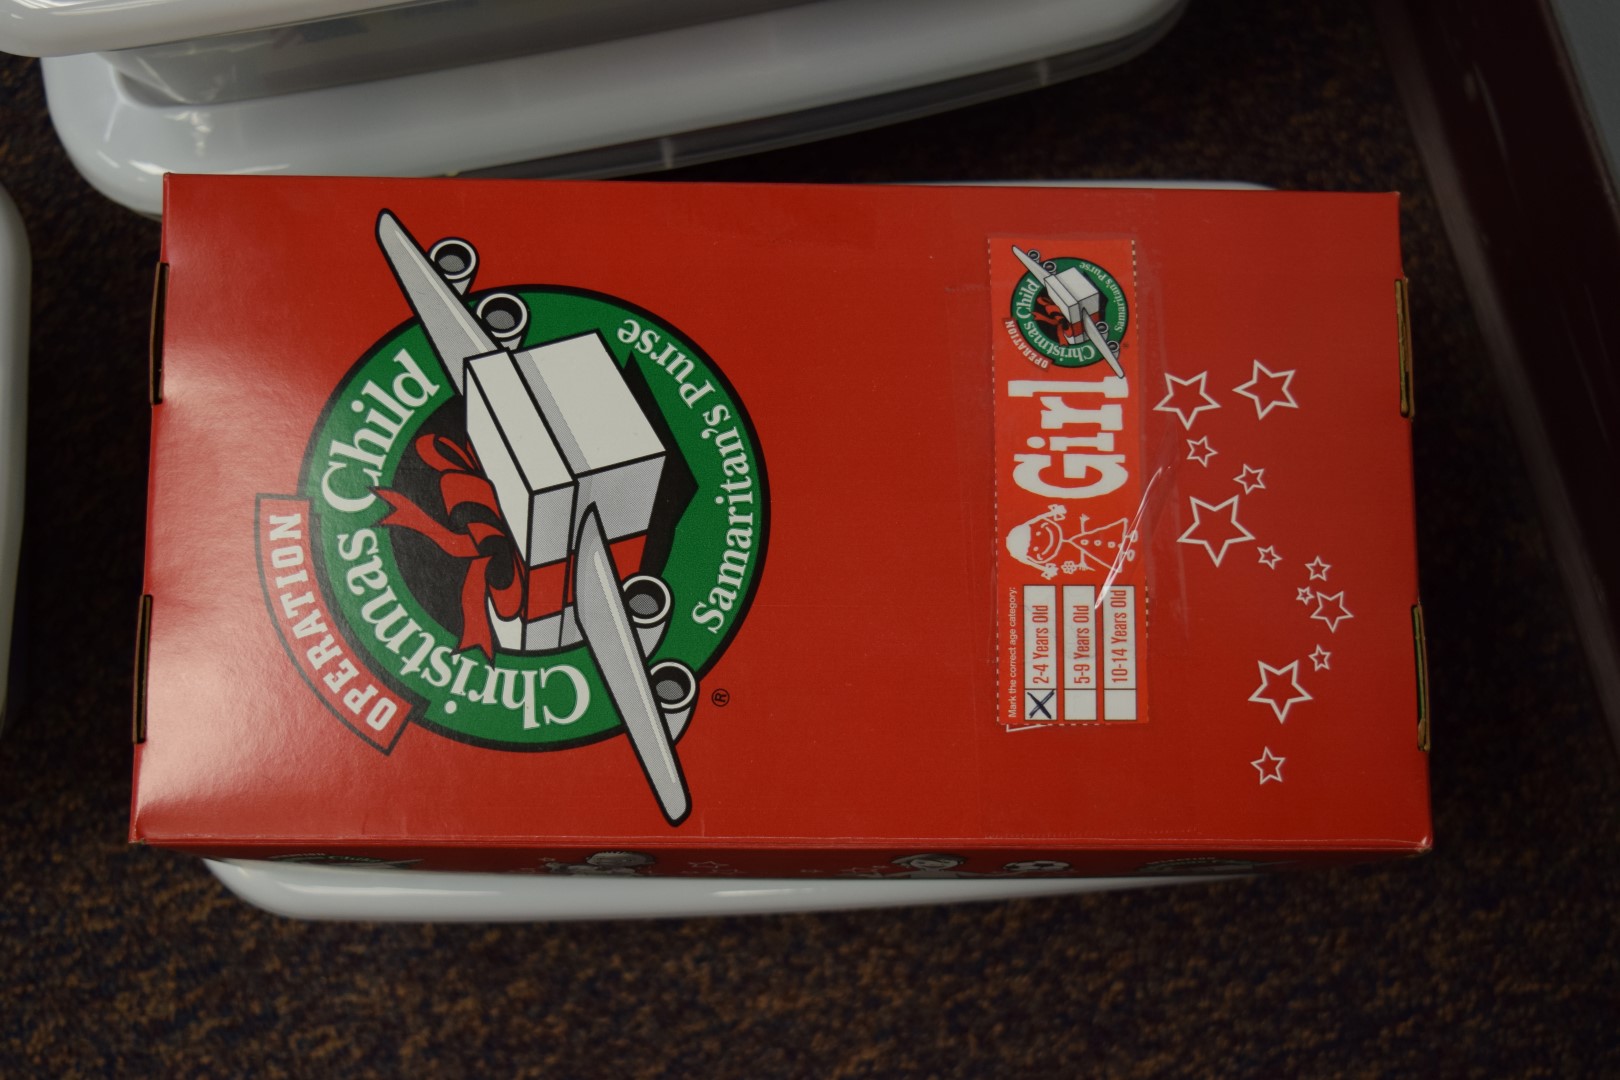 OPERATION
Christmas Child
Samaritan's Purse
®
OPERATION
Christmas Child
Samaritan's Purse
Girl
Mark the correct age category:
X 2-4 Years Old
5-9 Years Old
10-14 Years Old